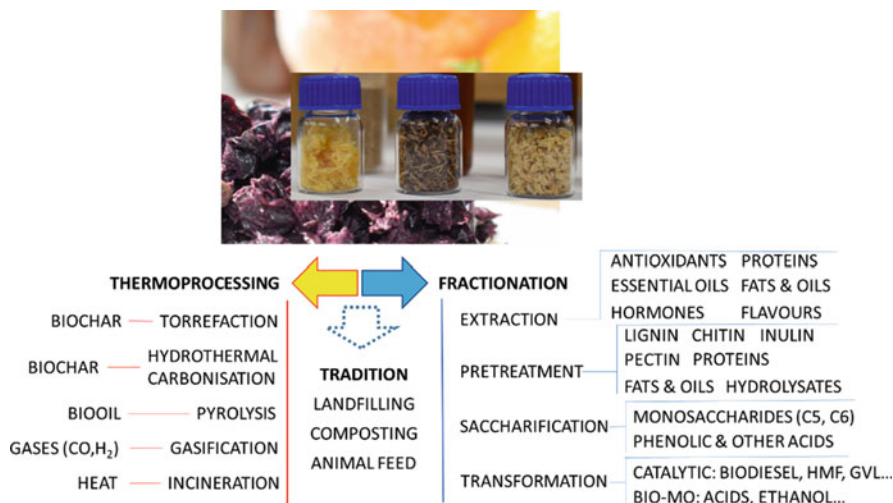 THERMOPROCESSING
BIOCHAR TORREFACTION
BIOCHAR HYDROTHERMAL CARBONISATION
BIOOIL PYROLYSIS
GASES (CO,H₂) GASIFICATION
HEAT INCINERATION
TRADITION
LANDFILLING
COMPOSTING
ANIMAL FEED
FRACTIONATION
EXTRACTION
ANTIOXIDANTS PROTEINS
ESSENTIAL OILS FATS & OILS
HORMONES FLAVOURS
PRETREATMENT
LIGNIN CHITIN INULIN
PECTIN PROTEINS
FATS & OILS HYDROLYSATES
SACCHARIFICATION
MONOSACCHARIDES (C5, C6)
PHENOLIC & OTHER ACIDS
TRANSFORMATION
CATALYTIC: BIODIESEL, HMF, GVL...
BIO-MO: ACIDS, ETHANOL...